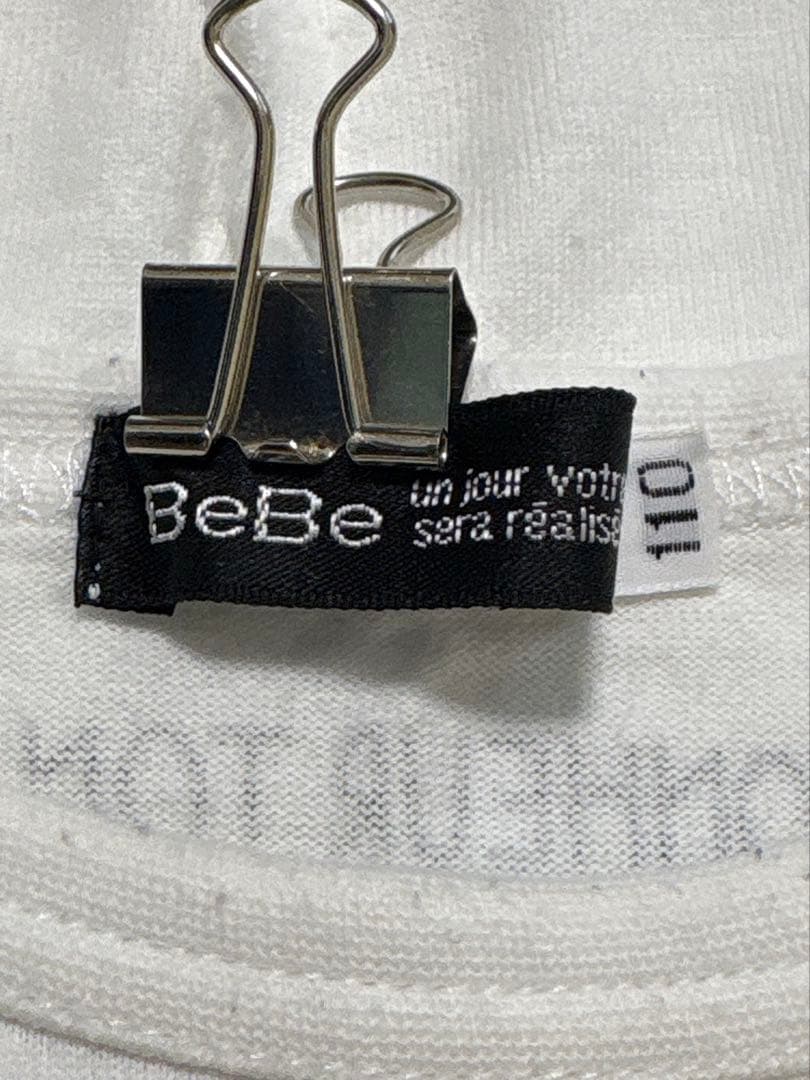 BeBe
un jour votr
sera réalisé
110